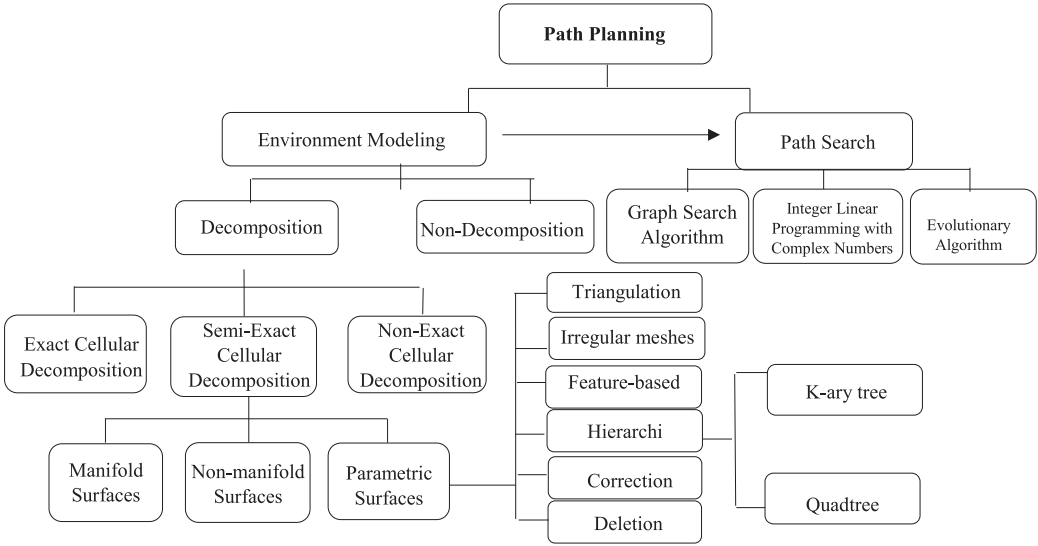 Path Planning
Environment Modeling
Path Search
Decomposition
Non-Decomposition
Graph Search
Algorithm
Integer Linear
Programming with
Complex Numbers
Evolutionary
Algorithm
Exact Cellular
Decomposition
Semi-Exact
Cellular
Decomposition
Non-Exact
Cellular
Decomposition
Triangulation
Irregular meshes
Feature-based
Hierarchi
Correction
Deletion
K-ary tree
Quadtree
Manifold
Surfaces
Non-manifold
Surfaces
Parametric
Surfaces